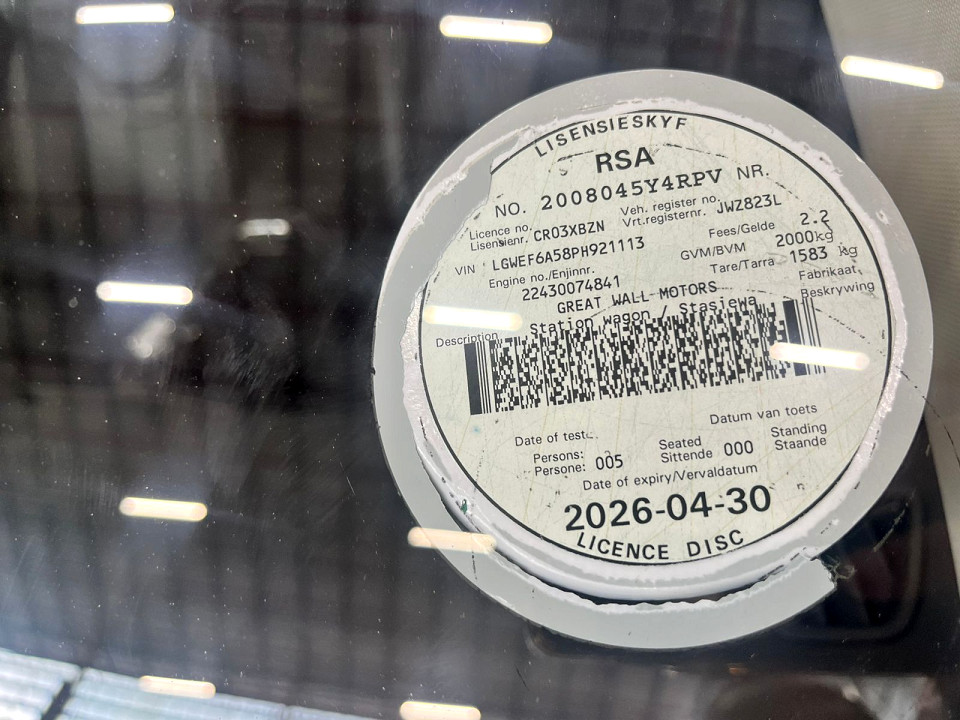 LISENSIESKYF
RSA
NO. 2008045Y4RPV NR.
Licence no. CR03XBZN Veh. register no. JWZ823L
Lisensienr. Vrt.registernr.
VIN LGWEF6A58PH921113 Fees/Gelde 2.2
Engine no./Enjinnr. GVM/BVM 2000kg
22430074841 Tare/Tarra 1583 kg
GREAT WALL MOTORS Fabrikaat,
Description Station wagon / Stasiewa Beskrywing
Date of test Datum van toets
Persons: 005 Seated 000 Standing
Persone: Sittende Staande
Date of expiry/Vervaldatum
2026-04-30
LICENCE DISC